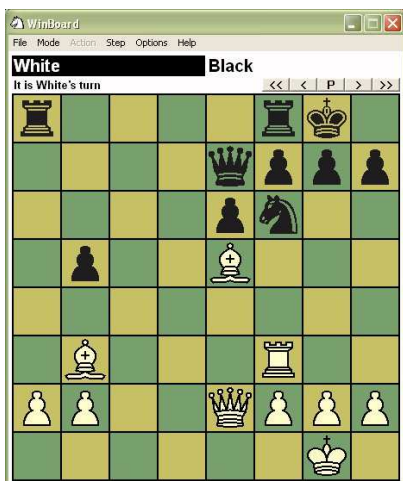 WinBoard
File Mode Action Step Options Help
White Black
It is White's turn << < P > >>